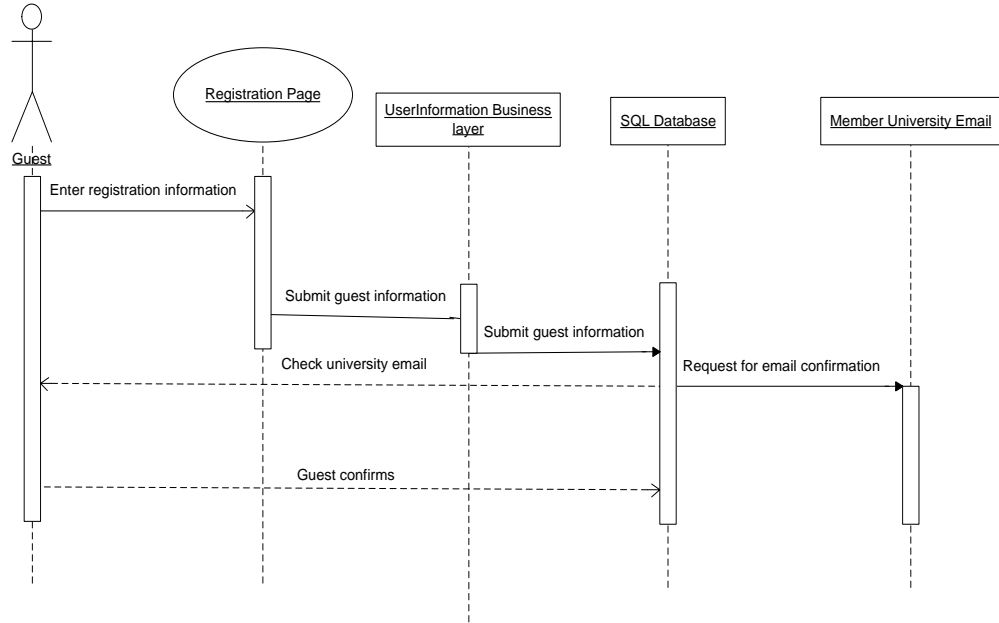 Guest
Registration Page
UserInformation Business
layer
SQL Database
Member University Email
Enter registration information
Submit guest information
Submit guest information
Check university email
Request for email confirmation
Guest confirms